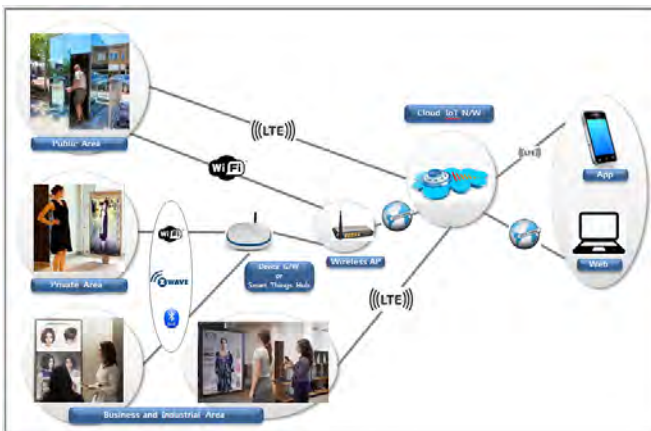 Cloud IoT N/W
((LTE))
Public Area
WiFi
((LTE))
App
WiFi
Device G/W
or
Smart Things Hub
Wireless AP
Web
Private Area
WAVE
((LTE))
Business and Industrial Area